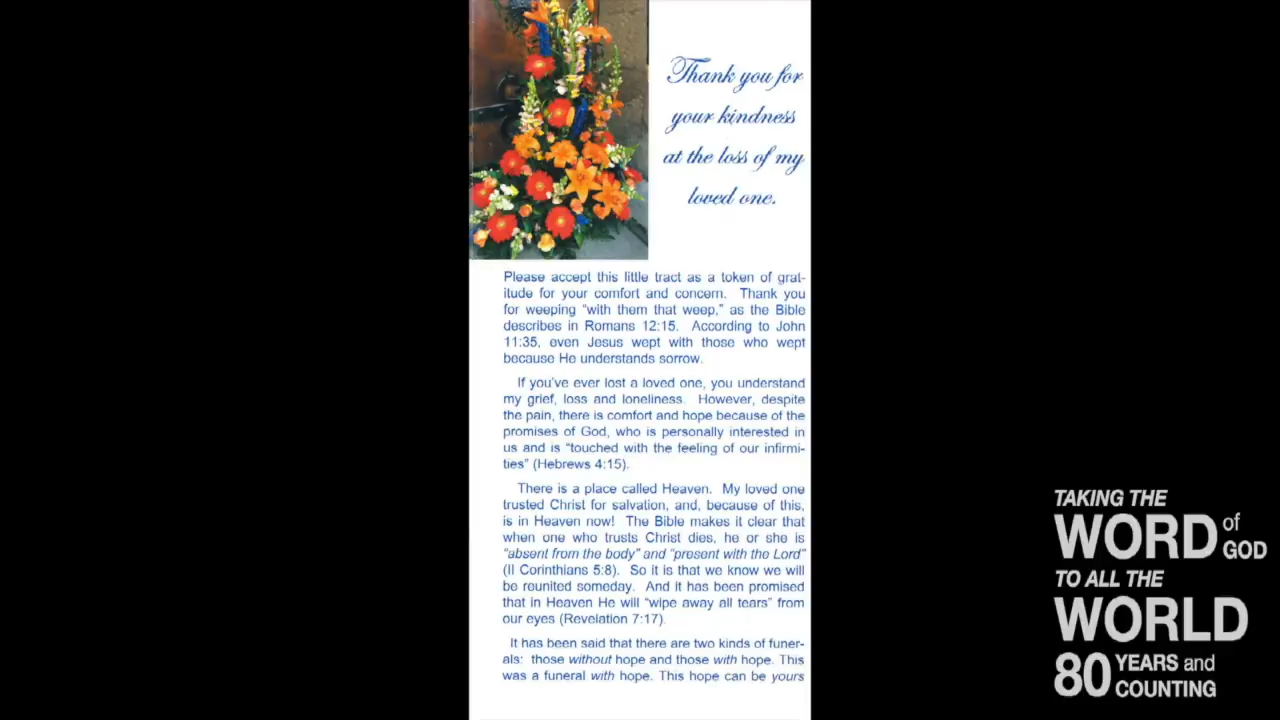 Thank you for
your kindness
at the loss of my
loved one.
Please accept this little tract as a token of grat-
itude for your comfort and concern. Thank you
for weeping “with them that weep,” as the Bible
describes in Romans 12:15. According to John
11:35, even Jesus wept with those who wept
because He understands sorrow.
If you’ve ever lost a loved one, you understand
my grief, loss and loneliness. However, despite
the pain, there is comfort and hope because of the
promises of God, who is personally interested in
us and is “touched with the feeling of our infirmi-
ties” (Hebrews 4:15).
There is a place called Heaven. My loved one
trusted Christ for salvation, and, because of this,
is in Heaven now! The Bible makes it clear that
when one who trusts Christ dies, he or she is
“absent from the body” and “present with the Lord”
(II Corinthians 5:8). So it is that we know we will
be reunited someday. And it has been promised
that in Heaven He will “wipe away all tears” from
our eyes (Revelation 7:17).
It has been said that there are two kinds of funer-
als: those without hope and those with hope. This
was a funeral with hope. This hope can be yours
TAKING THE
WORD of GOD
TO ALL THE
WORLD
80 YEARS and
COUNTING